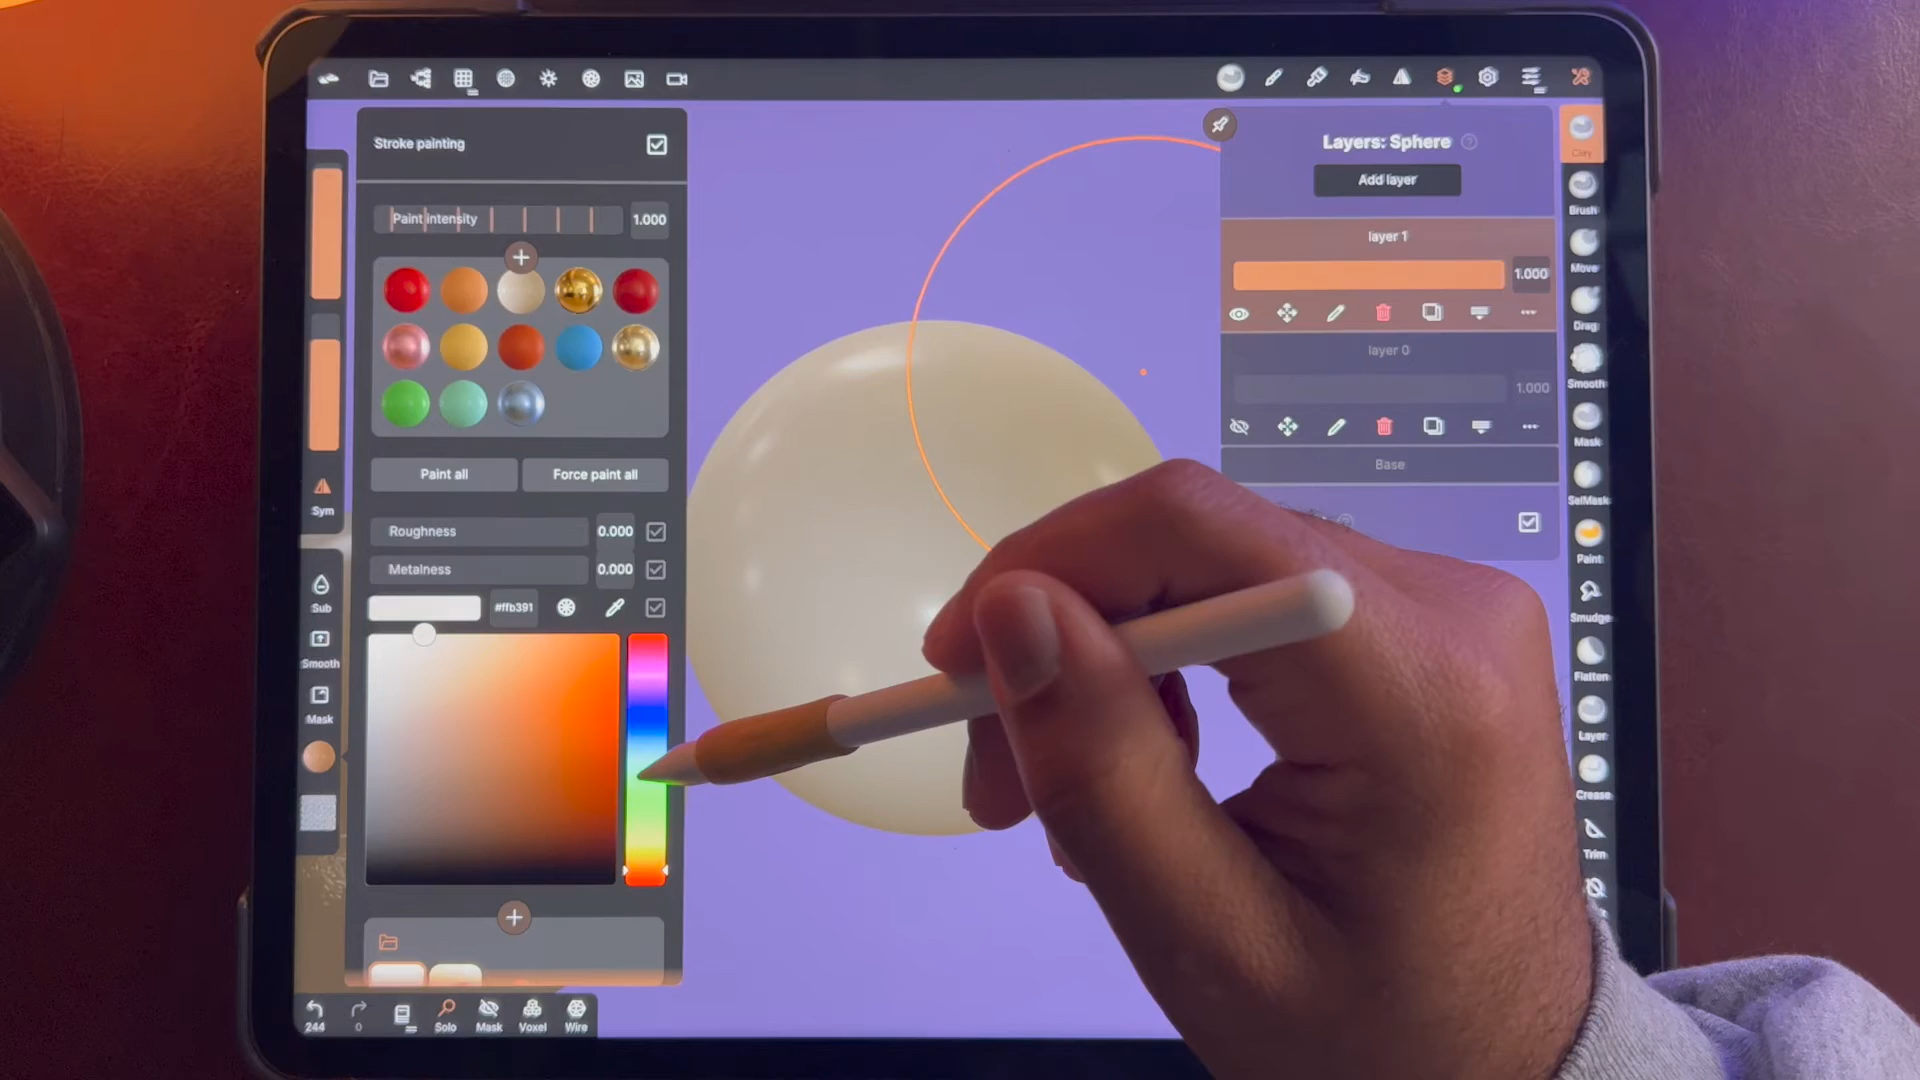 Stroke painting
Paint intensity 1.000
Paint all
Force paint all
Roughness 0.000
Metalness 0.000
#ffb391
Sym
Sub
Smooth
Mask
244
0
Solo
Mask
Voxel
Wire
Layers: Sphere ?
Add layer
layer 1
1.000
layer 0
1.000
Base
Clay
Brush
Move
Drag
Smooth
Mask
SelMask
Paint
Smudge
Flatten
Layer
Crease
Trim